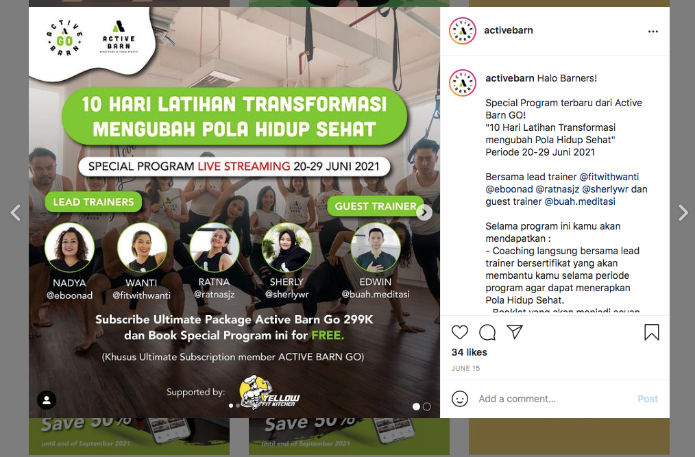 ACTIVE
GO
BARN
ACTIVE
BARN
10 HARI LATIHAN TRANSFORMASI
MENGUBAH POLA HIDUP SEHAT
SPECIAL PROGRAM LIVE STREAMING 20-29 JUNI 2021
LEAD TRAINERS
GUEST TRAINER
NADYA
@eboonad
WANTI
@fitwithwanti
RATNA
@ratnasjz
SHERLY
@sherlywr
EDWIN
@buah.meditasi
Subscribe Ultimate Package Active Barn Go 299K
dan Book Special Program ini for FREE.
(Khusus Ultimate Subscription member ACTIVE BARN GO)
Supported by:
YELLOW
FIT KITCHEN
activebarn
activebarn Halo Barners!
Special Program terbaru dari Active
Barn GO!
"10 Hari Latihan Transformasi
mengubah Pola Hidup Sehat"
Periode 20-29 Juni 2021
Bersama lead trainer @fitwithwanti
@eboonad @ratnasjz @sherlywr dan
guest trainer @buah.meditasi
Selama program ini kamu akan
mendapatkan :
- Coaching langsung bersama lead
trainer bersertifikat yang akan
membantu kamu selama periode
program agar dapat menerapkan
Pola Hidup Sehat.
- Booklet yang akan menjadi acuan
34 likes
JUNE 15
Add a comment...
Post
Save 50%
until end of September 2021
Save 50%
until end of September 2021